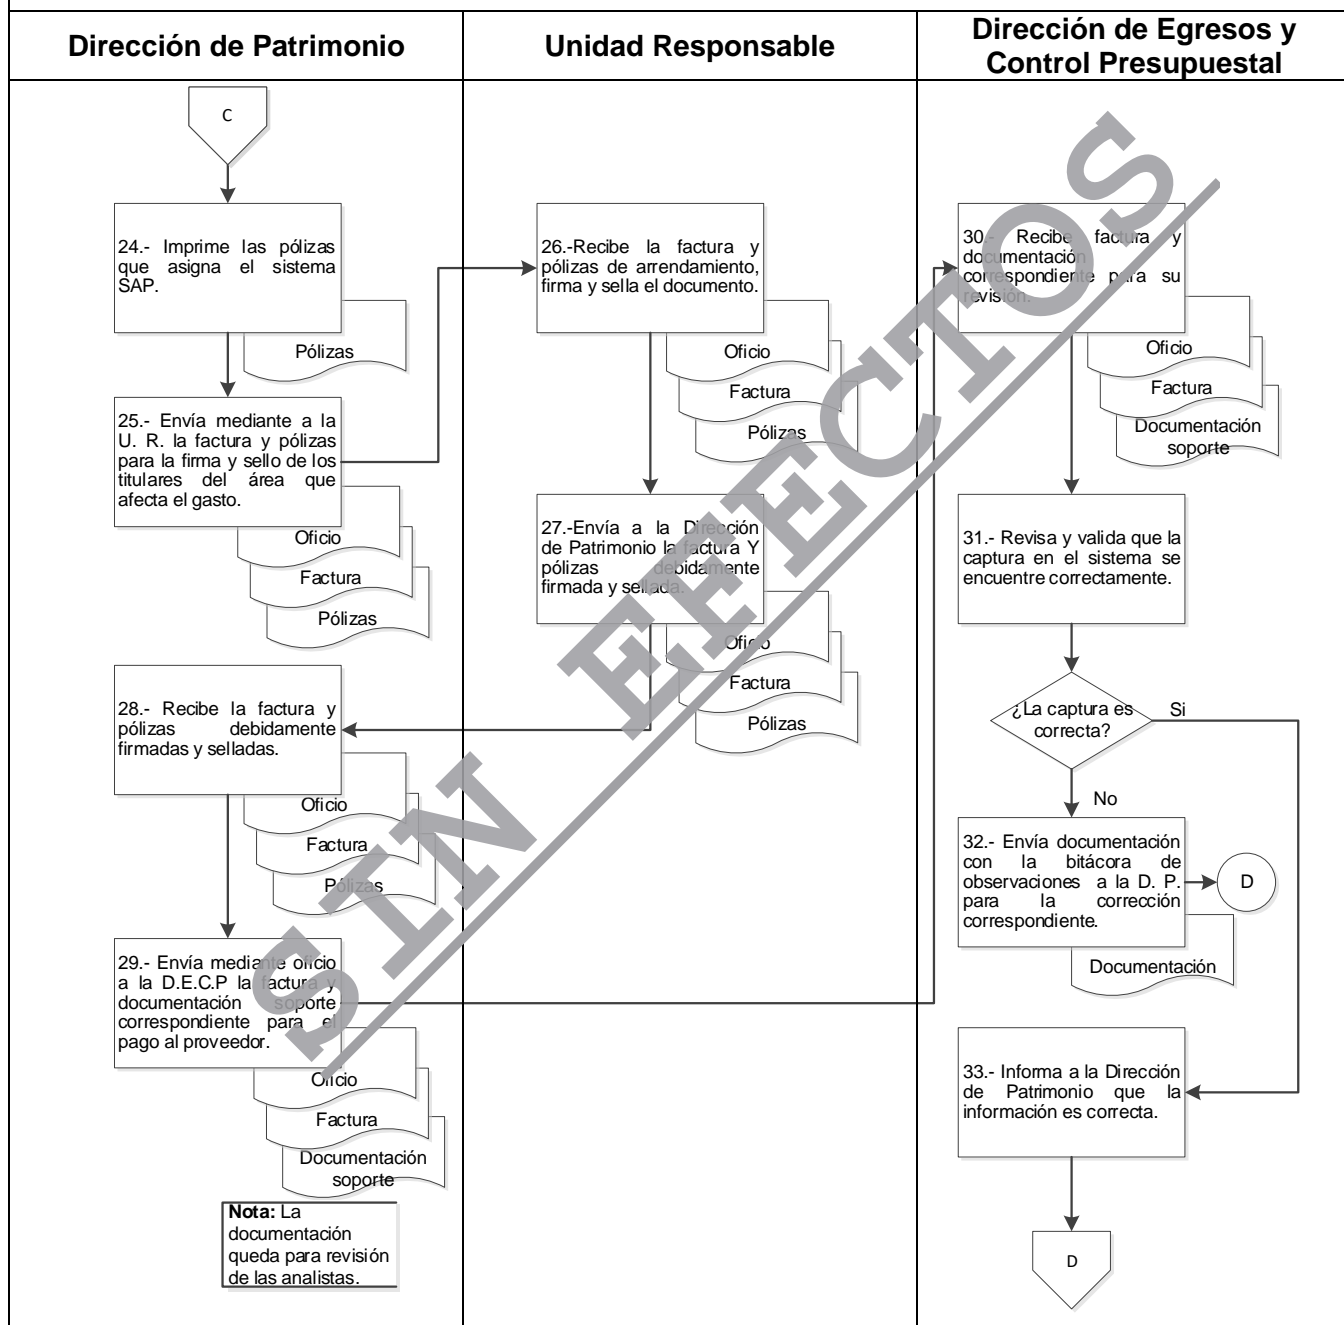 Dirección de Patrimonio
Unidad Responsable
Dirección de Egresos y
Control Presupuestal
C
24.- Imprime las pólizas
que asigna el sistema
SAP.
Pólizas
25.- Envía mediante a la
U. R. la factura y pólizas
para la firma y sello de los
titulares del área que
afecta el gasto.
Oficio
Factura
Pólizas
28.- Recibe la factura y
pólizas debidamente
firmadas y selladas.
Oficio
Factura
Pólizas
29.- Envía mediante oficio
a la D.E.C.P la factura y
documentación soporte
correspondiente para el
pago al proveedor.
Oficio
Factura
Documentación
soporte
Nota: La
documentación
queda para revisión
de las analistas.
26.-Recibe la factura y
pólizas de arrendamiento,
firma y sella el documento.
Oficio
Factura
Pólizas
27.-Envía a la Dirección
de Patrimonio la factura Y
pólizas debidamente
firmada y sellada.
Oficio
Factura
Pólizas
30.- Recibe factura y
documentación
correspondiente para su
revisión.
Oficio
Factura
Documentación
soporte
31.- Revisa y valida que la
captura en el sistema se
encuentre correctamente.
¿La captura es
correcta?
Si
No
32.- Envía documentación
con la bitácora de
observaciones a la D. P.
para la corrección
correspondiente.
D
Documentación
33.- Informa a la Dirección
de Patrimonio que la
información es correcta.
D
SIN EFECTOS